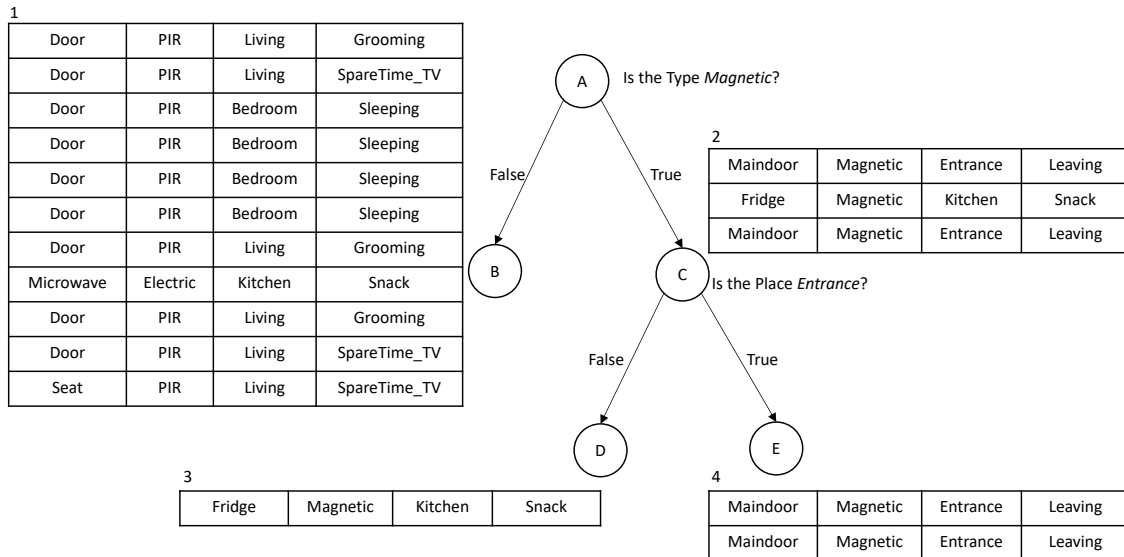 1
Door PIR Living Grooming
Door PIR Living SpareTime_TV
Door PIR Bedroom Sleeping
Door PIR Bedroom Sleeping
Door PIR Bedroom Sleeping
Door PIR Bedroom Sleeping
Door PIR Living Grooming
Microwave Electric Kitchen Snack
Door PIR Living Grooming
Door PIR Living SpareTime_TV
Seat PIR Living SpareTime_TV
A
Is the Type Magnetic?
False
True
2
Maindoor Magnetic Entrance Leaving
Fridge Magnetic Kitchen Snack
Maindoor Magnetic Entrance Leaving
B
C
Is the Place Entrance?
False
True
D
E
3
Fridge Magnetic Kitchen Snack
4
Maindoor Magnetic Entrance Leaving
Maindoor Magnetic Entrance Leaving